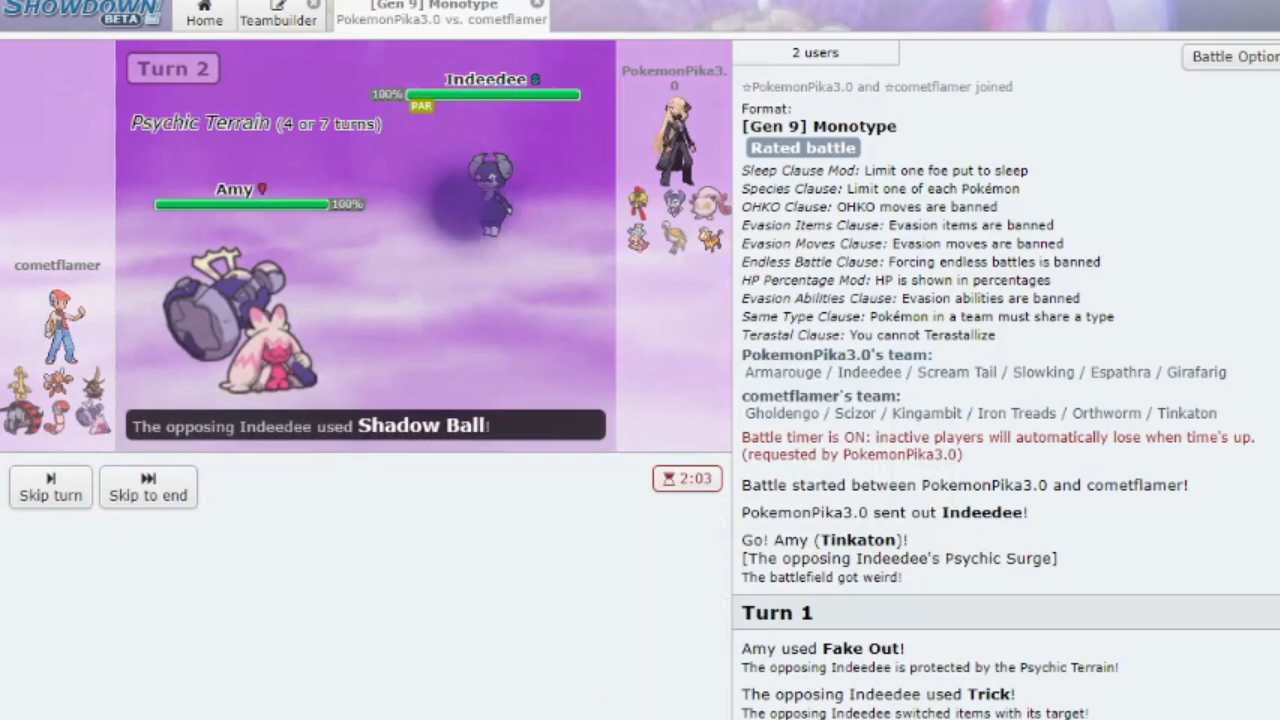 SHOWDOWN
BETA
Home
Teambuilder
[Gen 9] Monotype
PokemonPika3.0 vs. cometflamer
Turn 2
Psychic Terrain (4 or 7 turns)
Indeedee
100%
PAR
Amy
100%
cometflamer
PokemonPika3.
0
The opposing Indeedee used Shadow Ball!
Skip turn
Skip to end
2:03
2 users
Battle Option
☆PokemonPika3.0 and ☆cometflamer joined
Format:
[Gen 9] Monotype
Rated battle
Sleep Clause Mod: Limit one foe put to sleep
Species Clause: Limit one of each Pokémon
OHKO Clause: OHKO moves are banned
Evasion Items Clause: Evasion items are banned
Evasion Moves Clause: Evasion moves are banned
Endless Battle Clause: Forcing endless battles is banned
HP Percentage Mod: HP is shown in percentages
Evasion Abilities Clause: Evasion abilities are banned
Same Type Clause: Pokémon in a team must share a type
Terastal Clause: You cannot Terastallize
PokemonPika3.0's team:
Armarouge / Indeedee / Scream Tail / Slowking / Espathra / Girafarig
cometflamer's team:
Gholdengo / Scizor / Kingambit / Iron Treads / Orthworm / Tinkaton
Battle timer is ON: inactive players will automatically lose when time's up.
(requested by PokemonPika3.0)
Battle started between PokemonPika3.0 and cometflamer!
PokemonPika3.0 sent out Indeedee!
Go! Amy (Tinkaton)!
[The opposing Indeedee's Psychic Surge]
The battlefield got weird!
Turn 1
Amy used Fake Out!
The opposing Indeedee is protected by the Psychic Terrain!
The opposing Indeedee used Trick!
The opposing Indeedee switched items with its target!